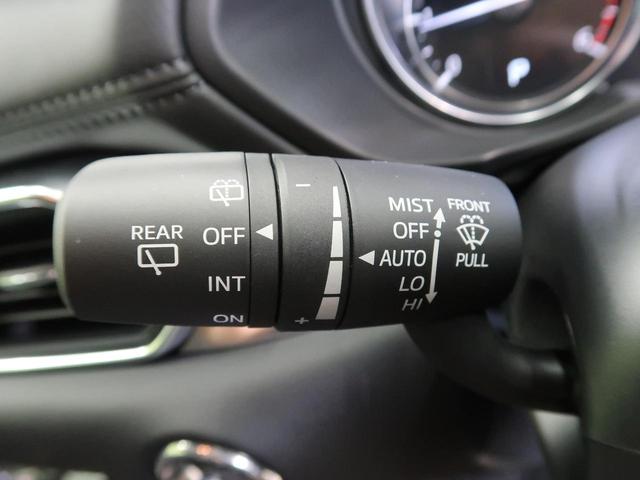 REAR
OFF
INT
ON
−
+
MIST
OFF
AUTO
LO
HI
FRONT
PULL
P